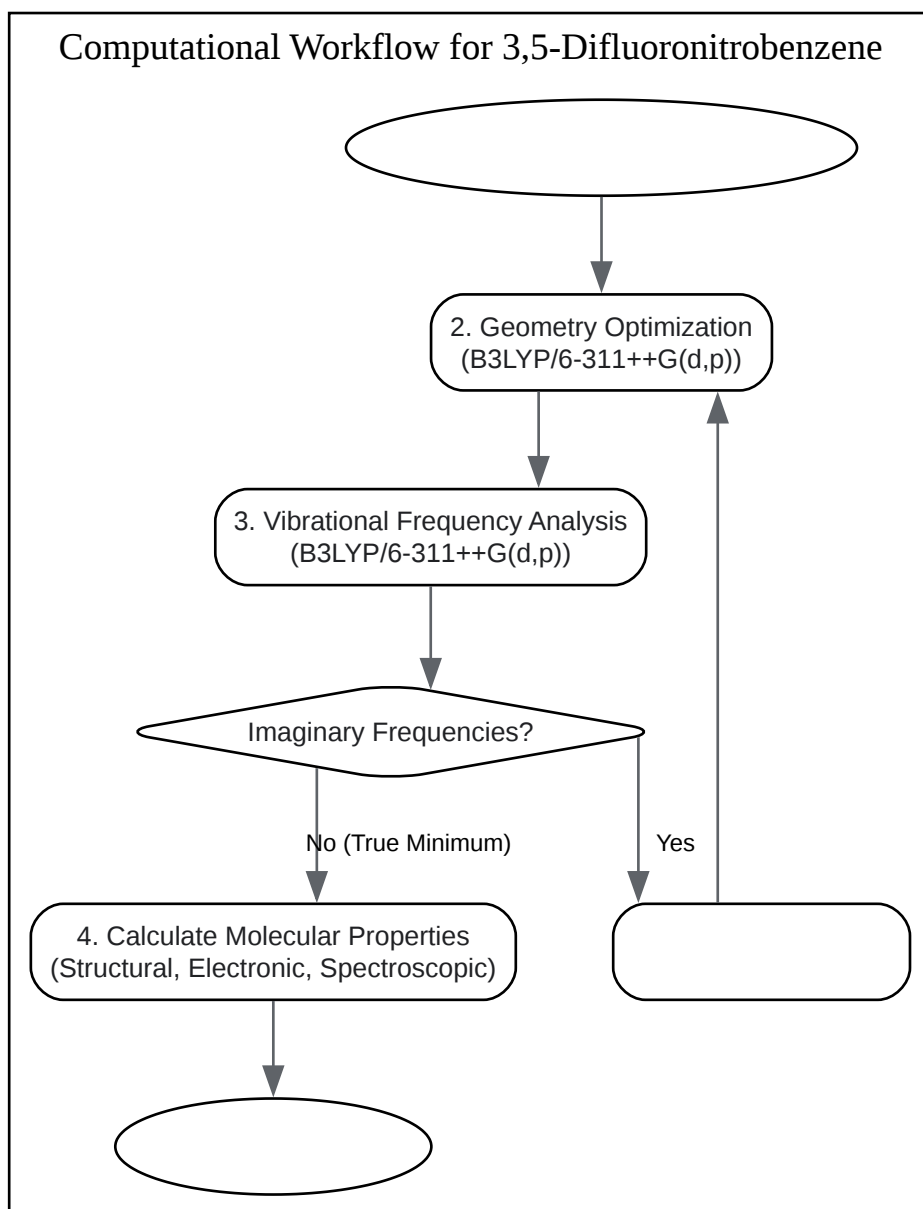 Computational Workflow for 3,5-Difluoronitrobenzene
2. Geometry Optimization
(B3LYP/6-311++G(d,p))
3. Vibrational Frequency Analysis
(B3LYP/6-311++G(d,p))
Imaginary Frequencies?
No (True Minimum)
Yes
4. Calculate Molecular Properties
(Structural, Electronic, Spectroscopic)